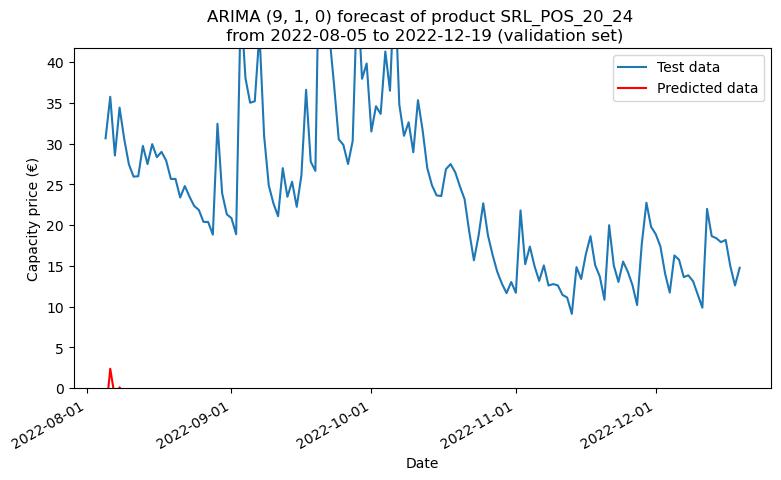 ARIMA (9, 1, 0) forecast of product SRL_POS_20_24
from 2022-08-05 to 2022-12-19 (validation set)
Test data
Predicted data
Capacity price (€)
40
35
30
25
20
15
10
5
0
2022-08-01
2022-09-01
2022-10-01
2022-11-01
2022-12-01
Date